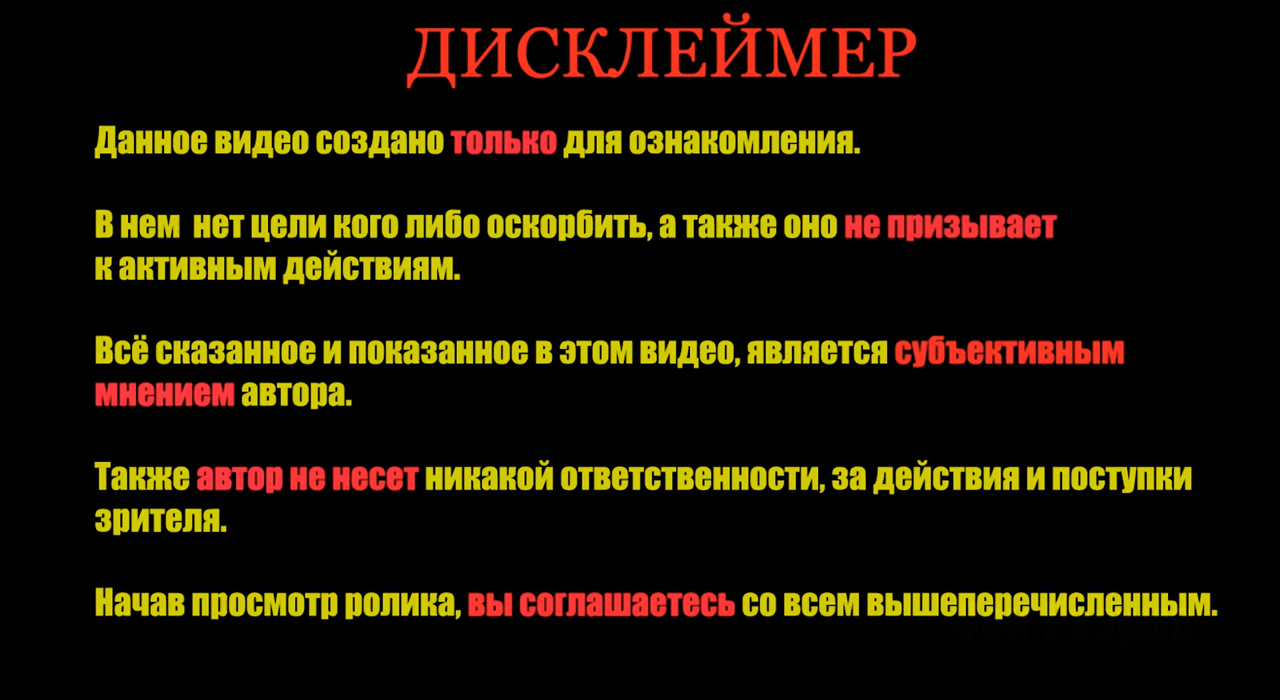 ДИСКЛЕЙМЕР
Данное видео создано только для ознакомления.
В нем нет цели кого либо оскорбить, а также оно не призывает
к активным действиям.
Всё сказанное и показанное в этом видео, является субъективным
мнением автора.
Также автор не несет никакой ответственности, за действия и поступки
зрителя.
Начав просмотр ролика, вы соглашаетесь со всем вышеперечисленным.